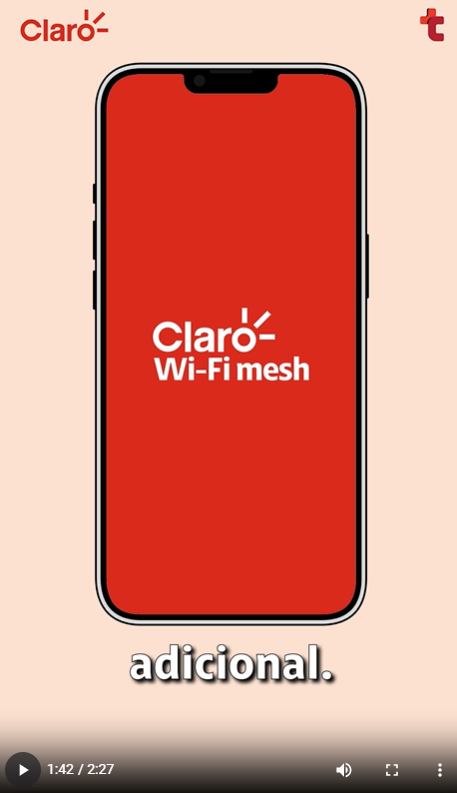 Claro
t
Claro
Wi-Fi mesh
adicional.
1:42 / 2:27